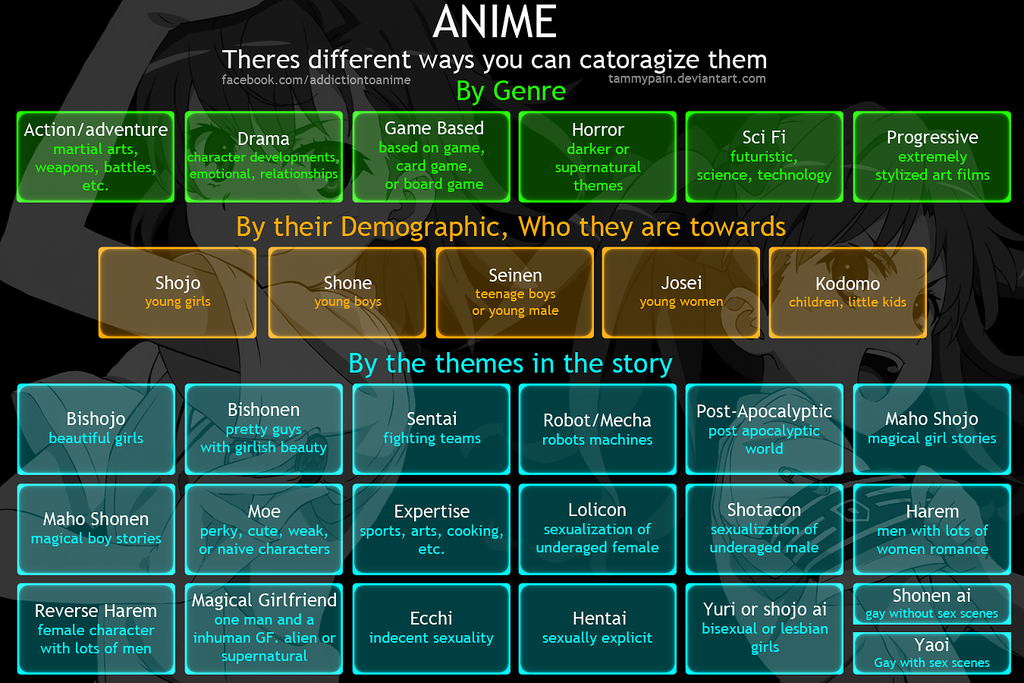 ANIME
Theres different ways you can catoragize them
facebook.com/addictiontoanime
tammypain.deviantart.com
By Genre
Action/adventure
martial arts,
weapons, battles,
etc.
Drama
character developments,
emotional, relationships
Game Based
based on game,
card game,
or board game
Horror
darker or
supernatural
themes
Sci Fi
futuristic,
science, technology
Progressive
extremely
stylized art films
By their Demographic, Who they are towards
Shojo
young girls
Shone
young boys
Seinen
teenage boys
or young male
Josei
young women
Kodomo
children, little kids
By the themes in the story
Bishojo
beautiful girls
Bishonen
pretty guys
with girlish beauty
Sentai
fighting teams
Robot/Mecha
robots machines
Post-Apocalyptic
post apocalyptic
world
Maho Shojo
magical girl stories
Maho Shonen
magical boy stories
Moe
perky, cute, weak,
or naive characters
Expertise
sports, arts, cooking,
etc.
Lolicon
sexualization of
underaged female
Shotacon
sexualization of
underaged male
Harem
men with lots of
women romance
Reverse Harem
female character
with lots of men
Magical Girlfriend
one man and a
inhuman GF. alien or
supernatural
Ecchi
indecent sexuality
Hentai
sexually explicit
Yuri or shojo ai
bisexual or lesbian
girls
Shonen ai
gay without sex scenes
Yaoi
Gay with sex scenes